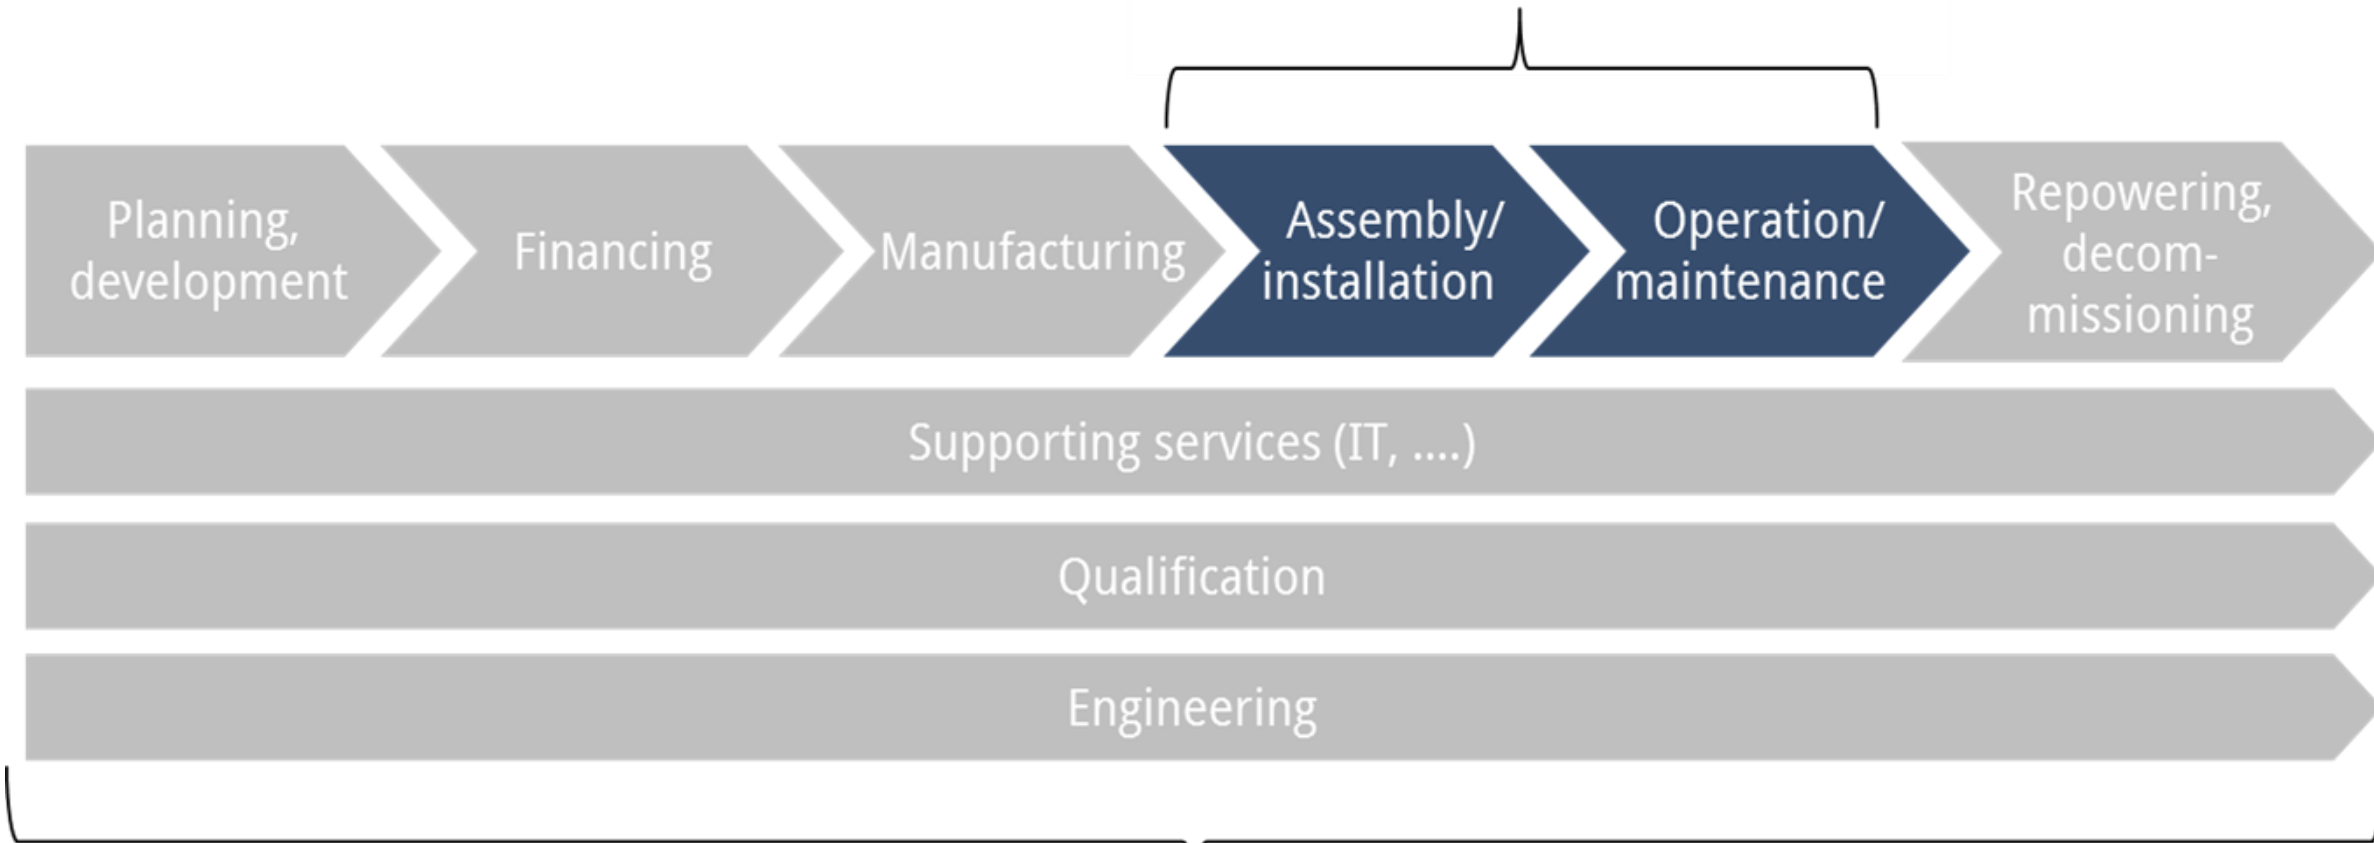 Planning,
development
Financing
Manufacturing
Assembly/
installation
Operation/
maintenance
Repowering,
decom-
missioning
Supporting services (IT, ....)
Qualification
Engineering